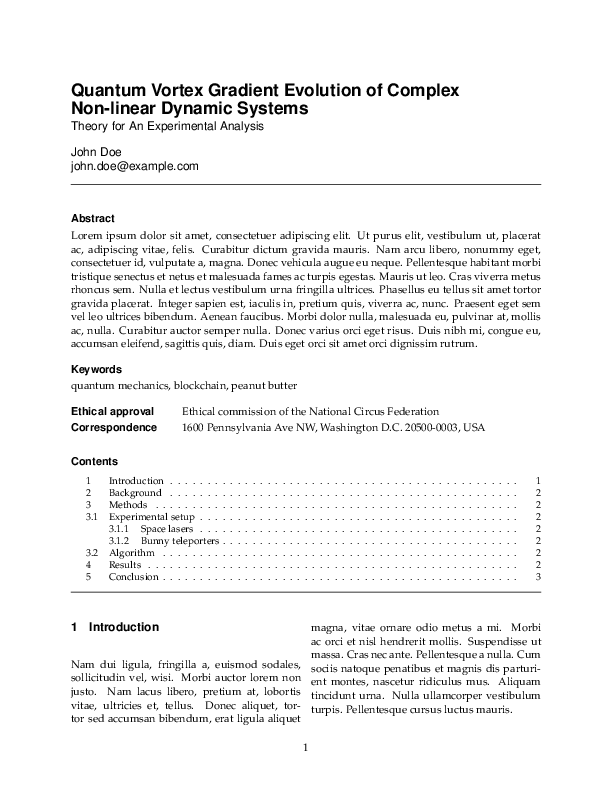 Quantum Vortex Gradient Evolution of Complex
Non-linear Dynamic Systems
Theory for An Experimental Analysis
John Doe
john.doe@example.com
Abstract
Lorem ipsum dolor sit amet, consectetuer adipiscing elit. Ut purus elit, vestibulum ut, placerat
ac, adipiscing vitae, felis. Curabitur dictum gravida mauris. Nam arcu libero, nonummy eget,
consectetuer id, vulputate a, magna. Donec vehicula augue eu neque. Pellentesque habitant morbi
tristique senectus et netus et malesuada fames ac turpis egestas. Mauris ut leo. Cras viverra metus
rhoncus sem. Nulla et lectus vestibulum urna fringilla ultrices. Phasellus eu tellus sit amet tortor
gravida placerat. Integer sapien est, iaculis in, pretium quis, viverra ac, nunc. Praesent eget sem
vel leo ultrices bibendum. Aenean faucibus. Morbi dolor nulla, malesuada eu, pulvinar at, mollis
ac, nulla. Curabitur auctor semper nulla. Donec varius orci eget risus. Duis nibh mi, congue eu,
accumsan eleifend, sagittis quis, diam. Duis eget orci sit amet orci dignissim rutrum.
Keywords
quantum mechanics, blockchain, peanut butter
Ethical approval Ethical commission of the National Circus Federation
Correspondence 1600 Pennsylvania Ave NW, Washington D.C. 20500-0003, USA
Contents
1 Introduction . . . . . . . . . . . . . . . . . . . . 1
2 Background . . . . . . . . . . . . . . . . . . . . 2
3 Methods . . . . . . . . . . . . . . . . . . . . 2
3.1 Experimental setup . . . . . . . . . . . . . . . . . . . . 2
3.1.1 Space lasers . . . . . . . . . . . . . . . . . . . . 2
3.1.2 Bunny teleporters . . . . . . . . . . . . . . . . . . . . 2
3.2 Algorithm . . . . . . . . . . . . . . . . . . . . 2
4 Results . . . . . . . . . . . . . . . . . . . . 2
5 Conclusion . . . . . . . . . . . . . . . . . . . . 3
1 Introduction
Nam dui ligula, fringilla a, euismod sodales,
sollicitudin vel, wisi. Morbi auctor lorem non
justo. Nam lacus libero, pretium at, lobortis
vitae, ultricies et, tellus. Donec aliquet, tor-
tor sed accumsan bibendum, erat ligula aliquet
magna, vitae ornare odio metus a mi. Morbi
ac orci et nisl hendrerit mollis. Suspendisse ut
massa. Cras nec ante. Pellentesque a nulla. Cum
sociis natoque penatibus et magnis dis parturi-
ent montes, nascetur ridiculus mus. Aliquam
tincidunt urna. Nulla ullamcorper vestibulum
turpis. Pellentesque cursus luctus mauris.
1